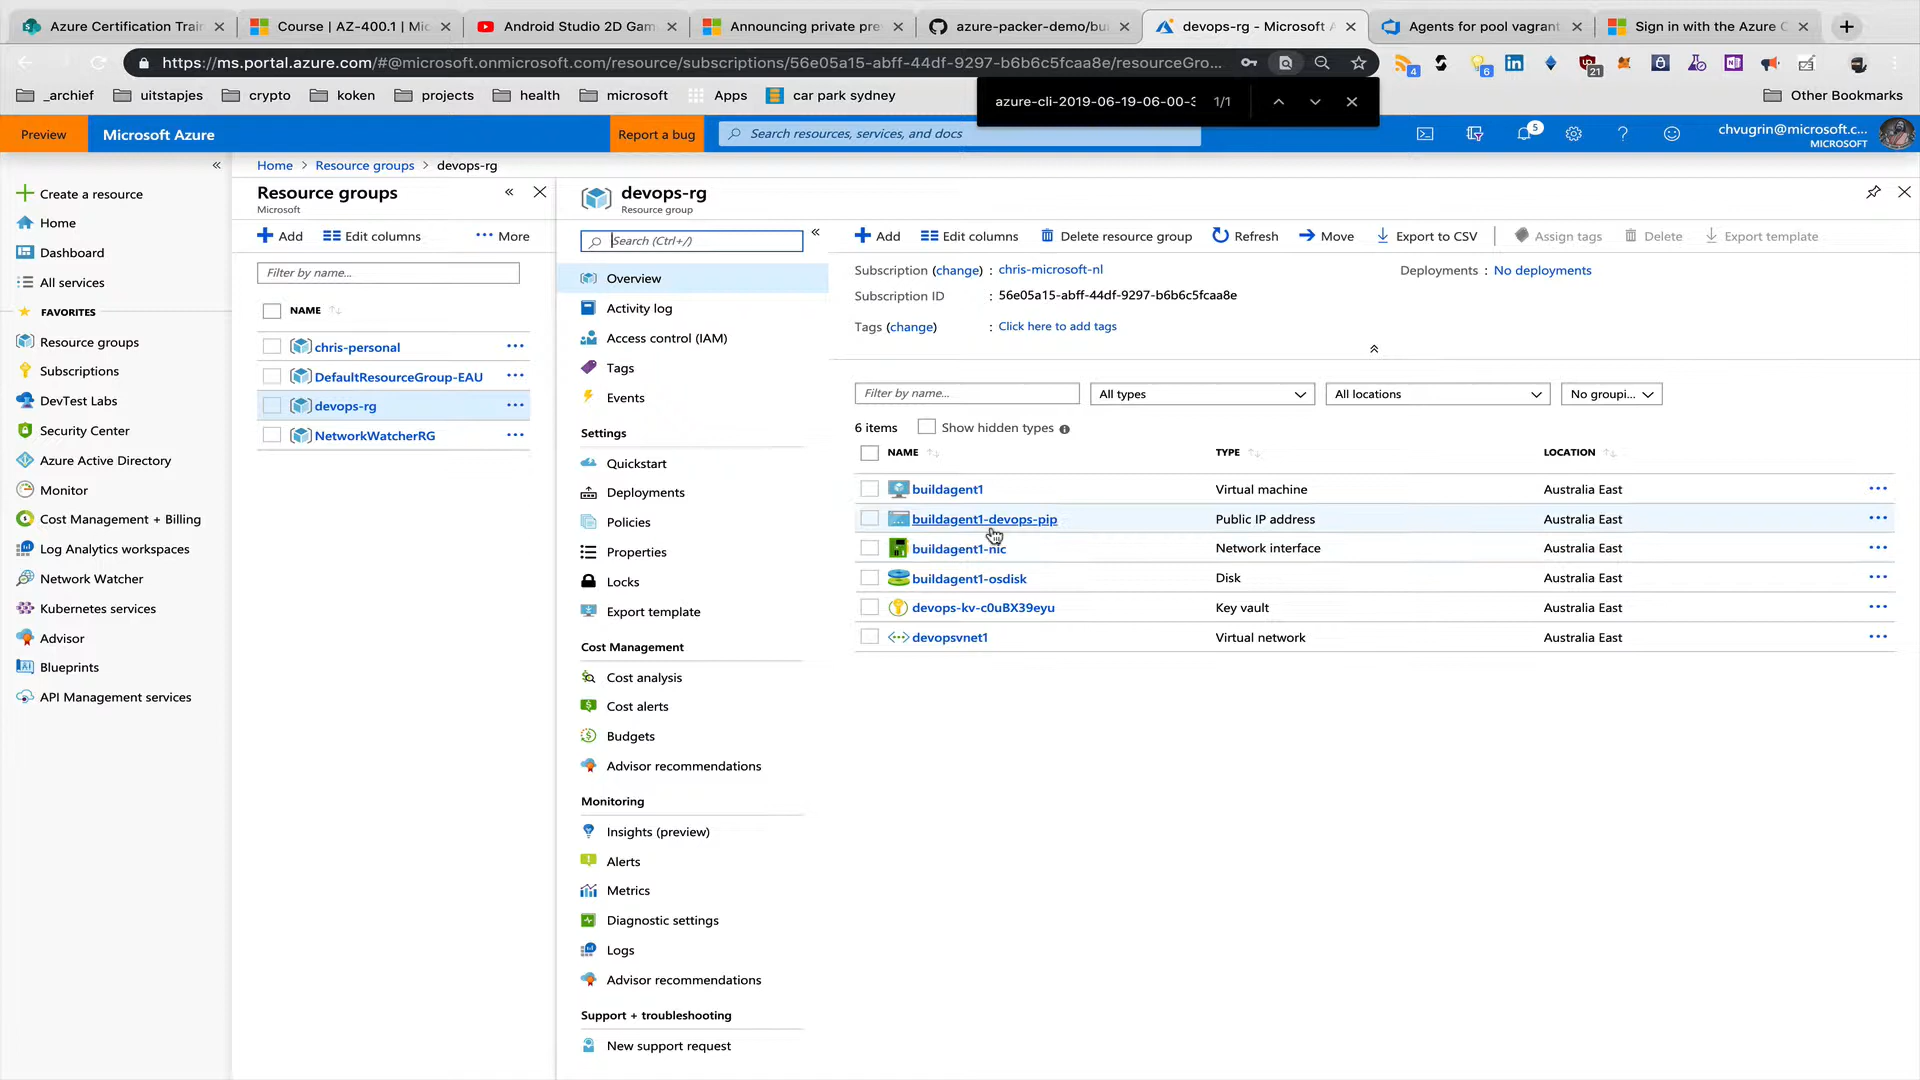 Azure Certification Train
Course | AZ-400.1 | Mic
Android Studio 2D Gam
Announcing private pre
azure-packer-demo/bui
devops-rg - Microsoft A
Agents for pool vagrant
Sign in with the Azure C
https://ms.portal.azure.com/#@microsoft.onmicrosoft.com/resource/subscriptions/56e05a15-abff-44df-9297-b6b6c5fcaa8e/resourceGro...
4
6
21
_archief
uitstapjes
crypto
koken
projects
health
microsoft
Apps
car park sydney
Other Bookmarks
azure-cli-2019-06-19-06-00-3
1/1
Preview
Microsoft Azure
Report a bug
Search resources, services, and docs
5
chvugrin@microsoft.c...
MICROSOFT
Create a resource
Home
Dashboard
All services
FAVORITES
Resource groups
Subscriptions
DevTest Labs
Security Center
Azure Active Directory
Monitor
Cost Management + Billing
Log Analytics workspaces
Network Watcher
Kubernetes services
Advisor
Blueprints
API Management services
Home > Resource groups > devops-rg
Resource groups
Microsoft
Add
Edit columns
More
Filter by name...
NAME
chris-personal
DefaultResourceGroup-EAU
devops-rg
NetworkWatcherRG
devops-rg
Resource group
Search (Ctrl+/)
Overview
Activity log
Access control (IAM)
Tags
Events
Settings
Quickstart
Deployments
Policies
Properties
Locks
Export template
Cost Management
Cost analysis
Cost alerts
Budgets
Advisor recommendations
Monitoring
Insights (preview)
Alerts
Metrics
Diagnostic settings
Logs
Advisor recommendations
Support + troubleshooting
New support request
Add
Edit columns
Delete resource group
Refresh
Move
Export to CSV
Assign tags
Delete
Export template
Subscription (change) : chris-microsoft-nl
Deployments : No deployments
Subscription ID : 56e05a15-abff-44df-9297-b6b6c5fcaa8e
Tags (change) : Click here to add tags
Filter by name...
All types
All locations
No groupi...
6 items
Show hidden types
NAME TYPE LOCATION
buildagent1 Virtual machine Australia East
buildagent1-devops-pip Public IP address Australia East
buildagent1-nic Network interface Australia East
buildagent1-osdisk Disk Australia East
devops-kv-c0uBX39eyu Key vault Australia East
devopsvnet1 Virtual network Australia East